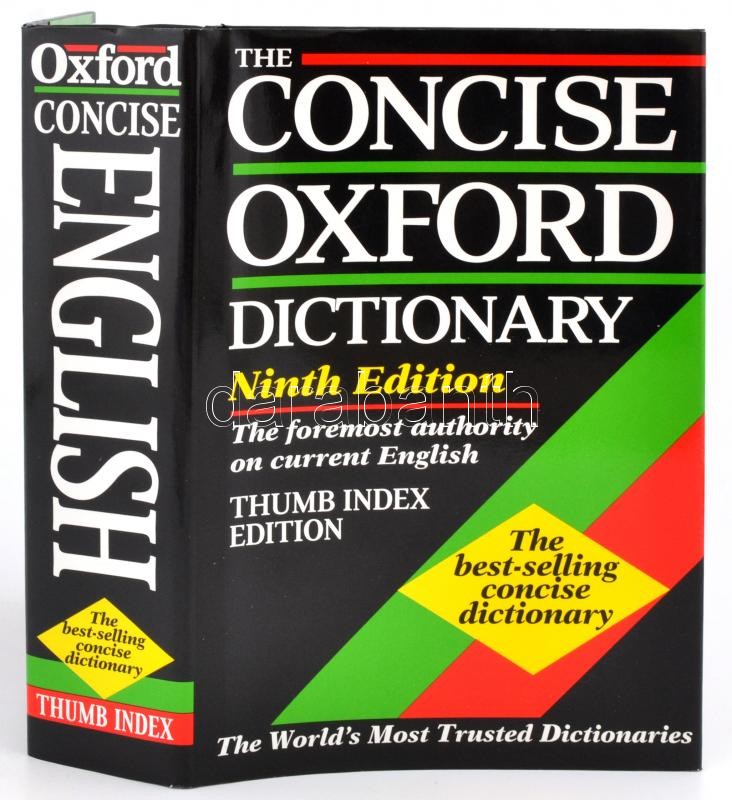 Oxford
CONCISE
ENGLISH
The
best-selling
concise
dictionary
THUMB INDEX
THE
CONCISE
OXFORD
DICTIONARY
Ninth Edition
The foremost authority
on current English
THUMB INDEX
EDITION
The
best-selling
concise
dictionary
The World's Most Trusted Dictionaries
darabanth